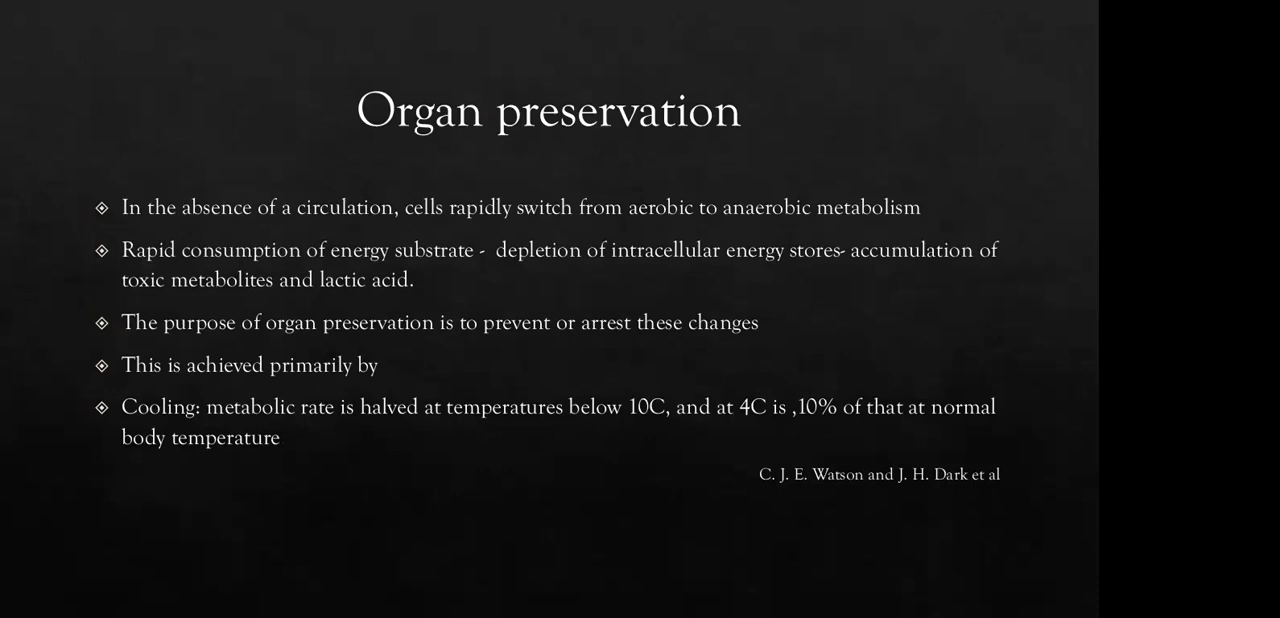 Organ preservation
In the absence of a circulation, cells rapidly switch from aerobic to anaerobic metabolism
Rapid consumption of energy substrate -  depletion of intracellular energy stores- accumulation of
toxic metabolites and lactic acid.
The purpose of organ preservation is to prevent or arrest these changes
This is achieved primarily by
Cooling: metabolic rate is halved at temperatures below 10C, and at 4C is ,10% of that at normal
body temperature
C. J. E. Watson and J. H. Dark et al